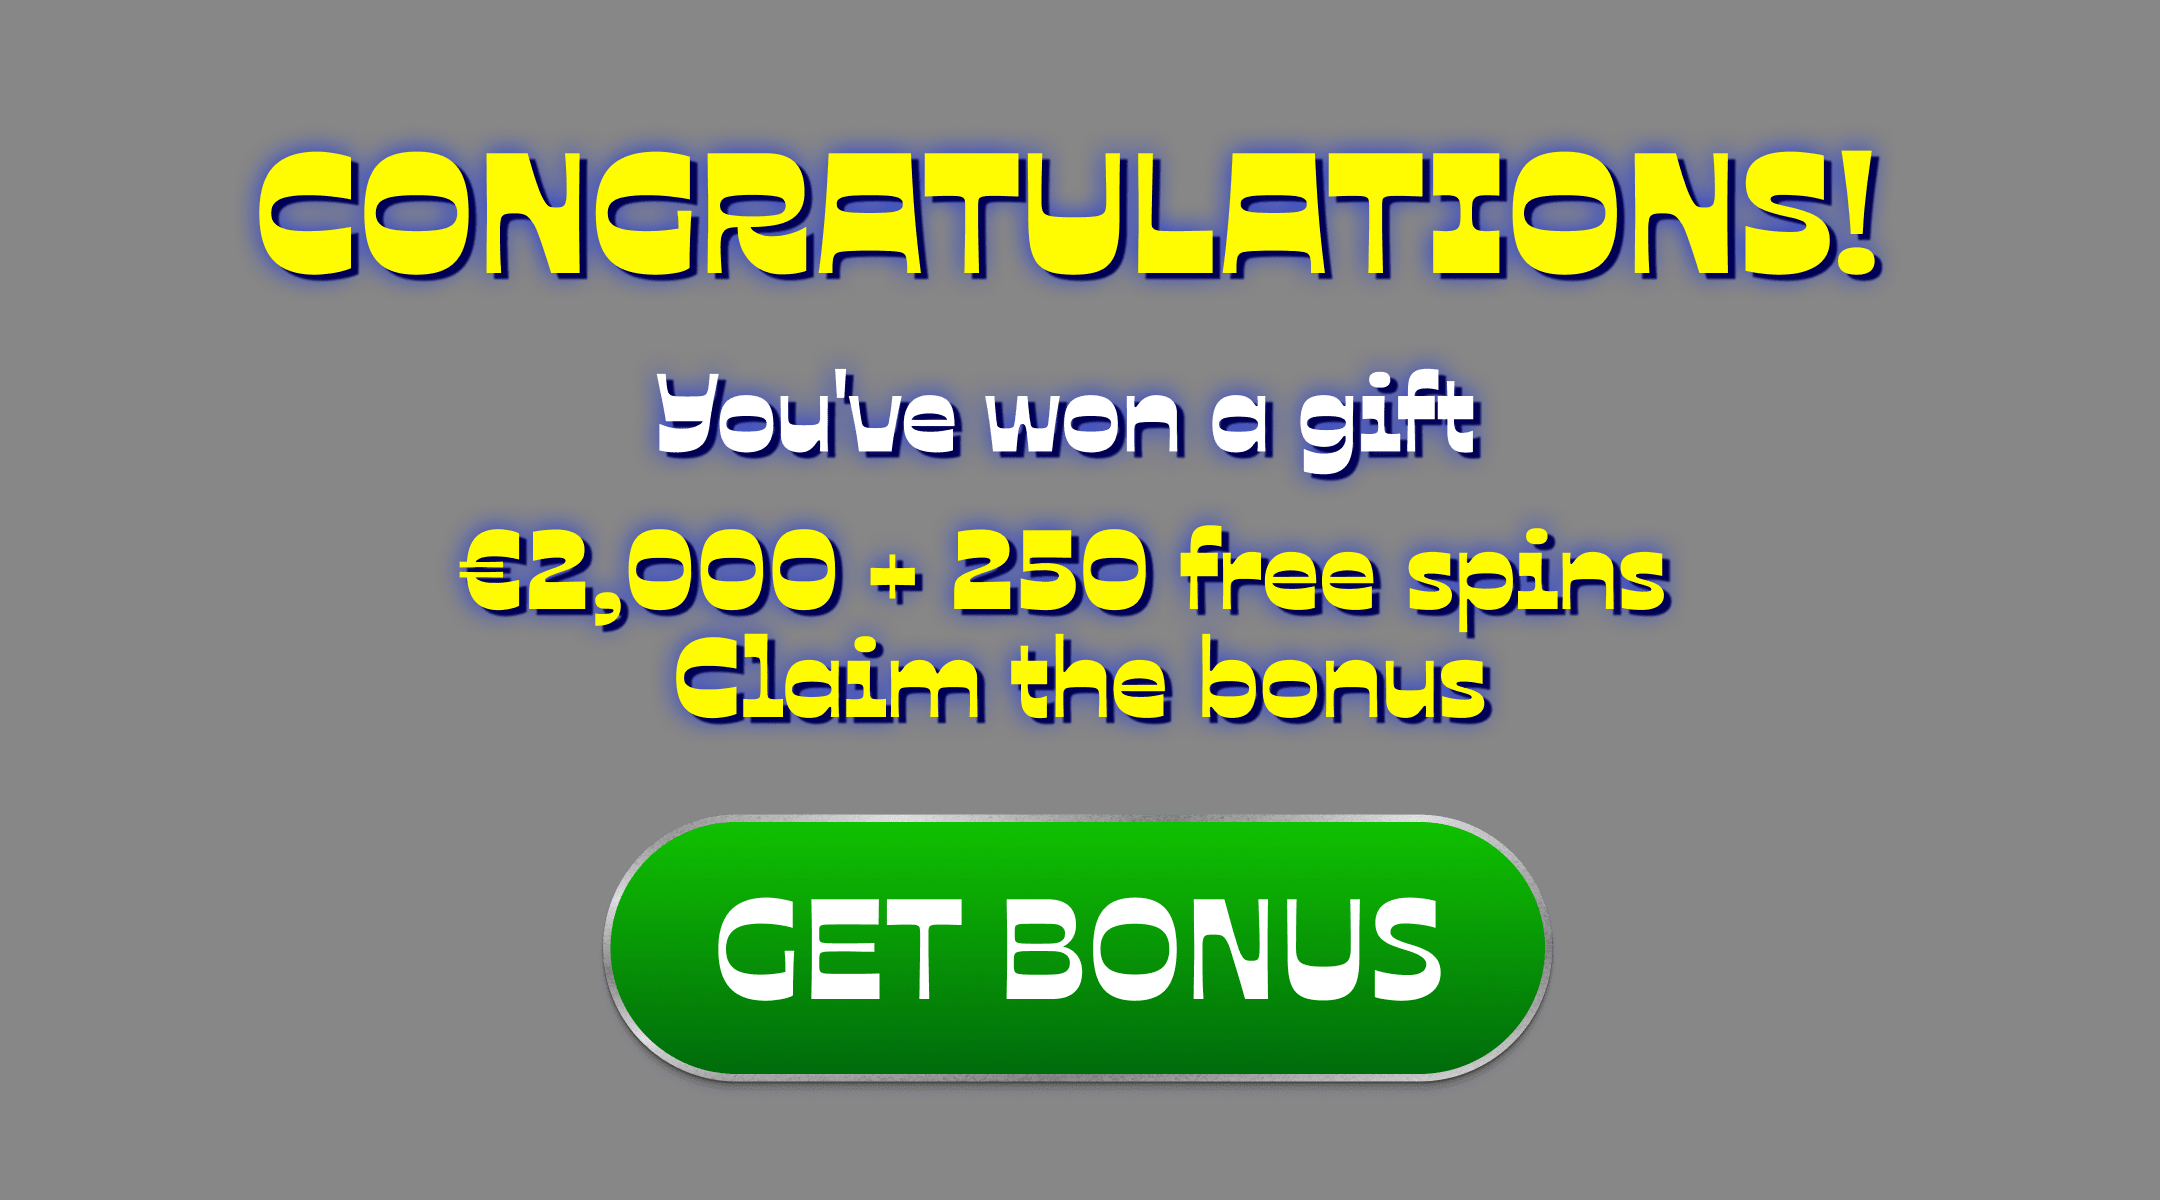 CONGRATULATIONS!
You've won a gift
€2,000 + 250 free spins
Claim the bonus
GET BONUS